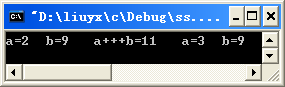 "D:\liuyx\c\Debug\ss....
a=2  b=9   a+++b=11   a=3  b=9